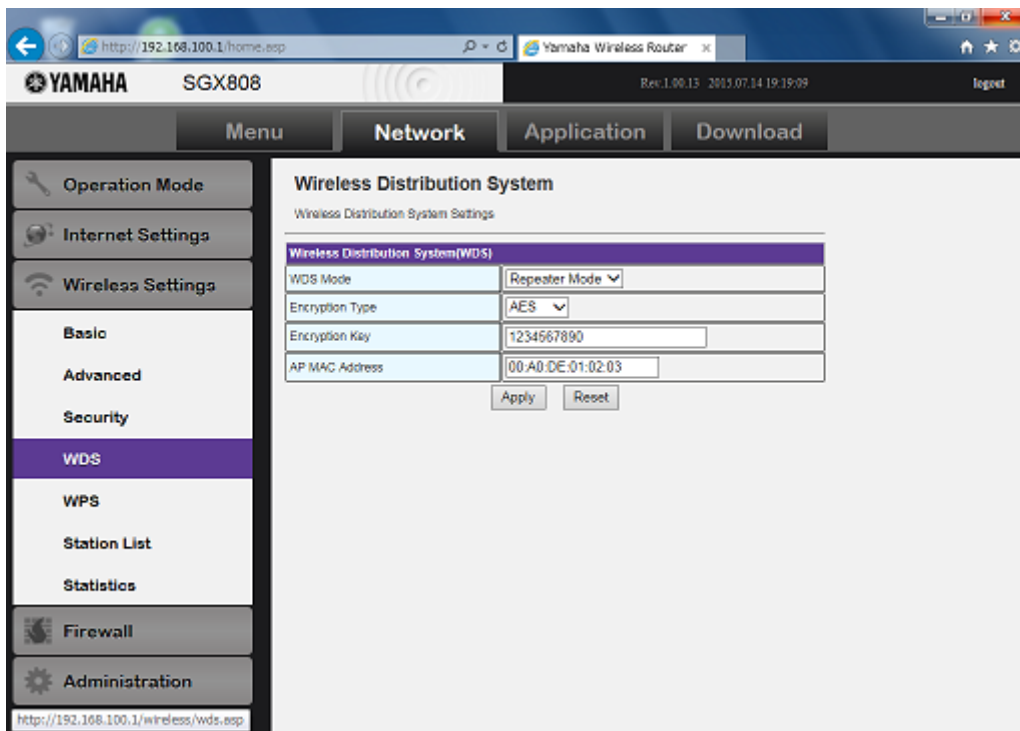 http://192.168.100.1/home.asp
Yamaha Wireless Router
YAMAHA SGX808
Rev.1.00.13 2015.07.14 19:19:09
logout
Menu
Network
Application
Download
Operation Mode
Internet Settings
Wireless Settings
Basic
Advanced
Security
WDS
WPS
Station List
Statistics
Firewall
Administration
http://192.168.100.1/wireless/wds.asp
Wireless Distribution System
Wireless Distribution System Settings
Wireless Distribution System(WDS)
WDS Mode Repeater Mode
Encryption Type AES
Encryption Key 1234567890
AP MAC Address 00:A0:DE:01:02:03
Apply Reset